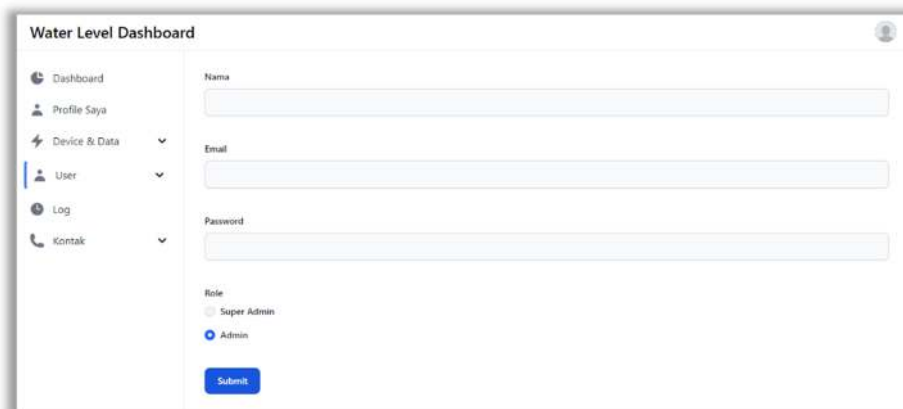 Water Level Dashboard
Dashboard
Profile Saya
Device & Data
User
Log
Kontak
Nama
Email
Password
Role
Super Admin
Admin
Submit